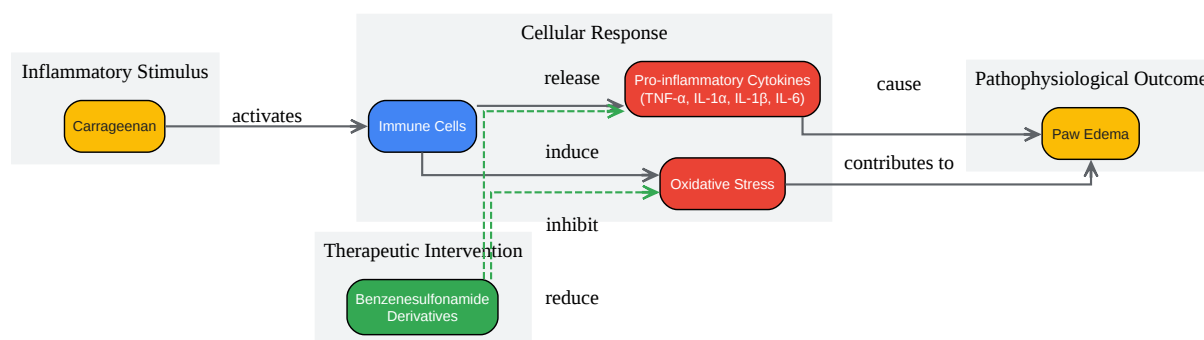 Cellular Response
Inflammatory Stimulus
Carrageenan
activates
Immune Cells
release
Pro-inflammatory Cytokines
(TNF-α, IL-1α, IL-1β, IL-6)
cause
Pathophysiological Outcome
Paw Edema
induce
Oxidative Stress
contributes to
inhibit
Therapeutic Intervention
Benzenesulfonamide
Derivatives
reduce